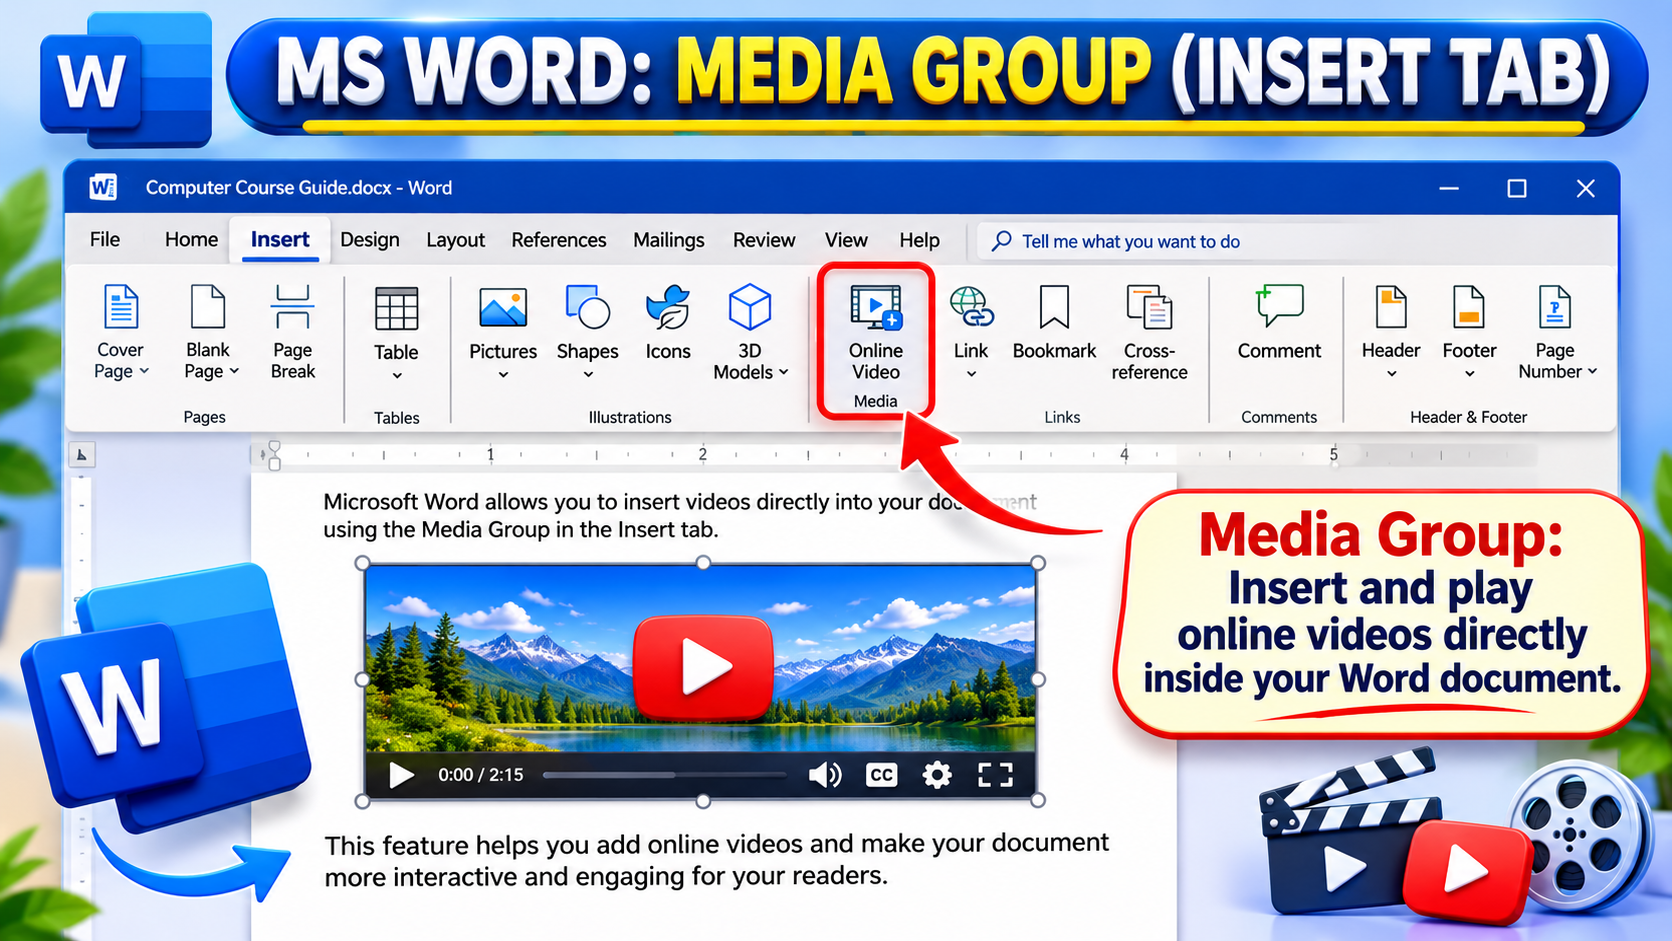 W
MS WORD: MEDIA GROUP (INSERT TAB)
W
Computer Course Guide.docx - Word
File Home Insert Design Layout References Mailings Review View Help
Tell me what you want to do
Cover Page
Blank Page
Page Break
Pages
Table
Tables
Pictures
Shapes
Icons
3D Models
Illustrations
Online Video
Media
Link
Bookmark
Cross-reference
Links
Comment
Comments
Header
Footer
Page Number
Header & Footer
1 2 4 5
Microsoft Word allows you to insert videos directly into your
using the Media Group in the Insert tab.
0:00 / 2:15
CC
This feature helps you add online videos and make your document
more interactive and engaging for your readers.
Media Group:
Insert and play
online videos directly
inside your Word document.
W